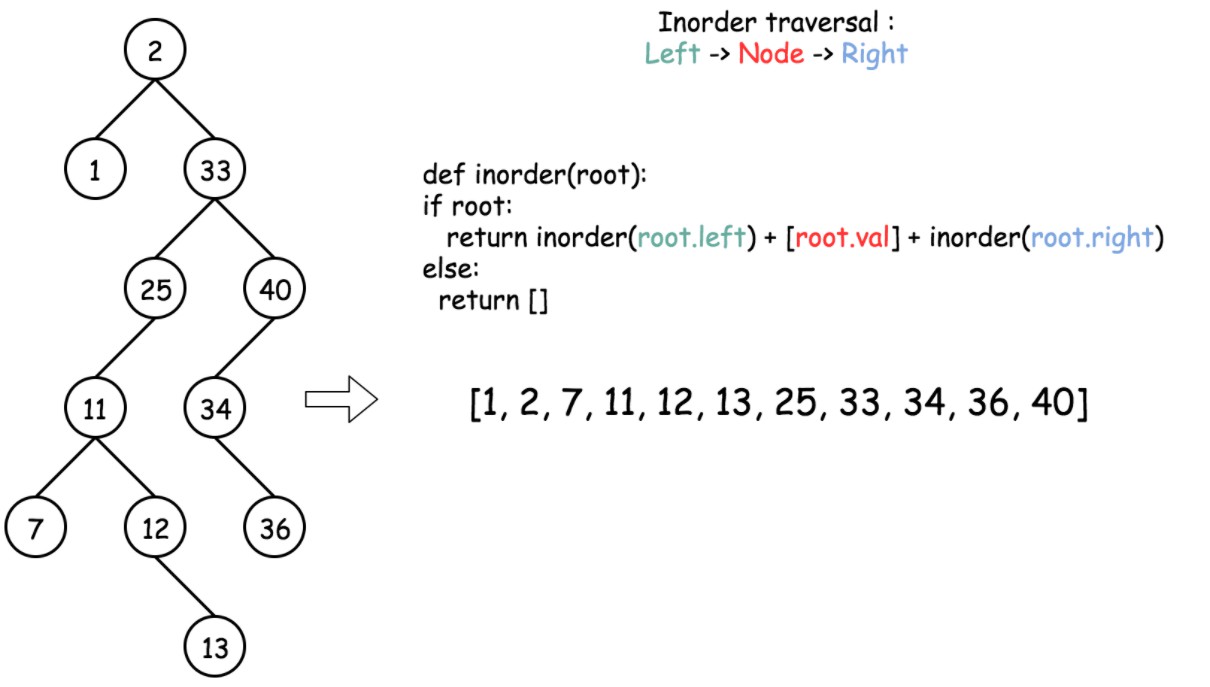 Inorder traversal :
Left -> Node -> Right
2
1
33
25
40
11
34
7
12
36
13
def inorder(root):
if root:
return inorder(root.left) + [root.val] + inorder(root.right)
else:
return []
[1, 2, 7, 11, 12, 13, 25, 33, 34, 36, 40]